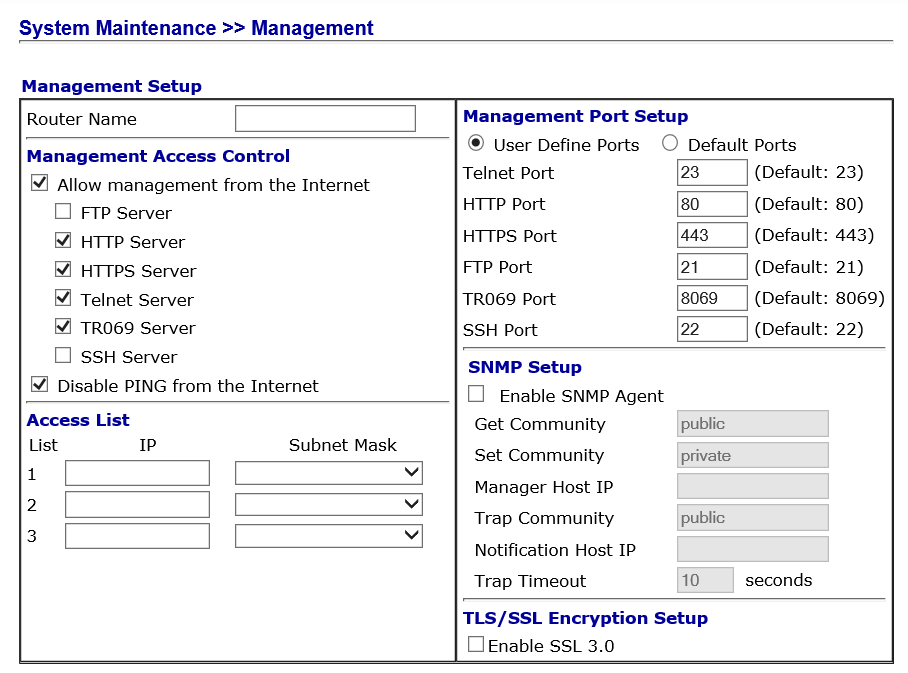 System Maintenance >> Management
Management Setup
Router Name
Management Access Control
Allow management from the Internet
FTP Server
HTTP Server
HTTPS Server
Telnet Server
TR069 Server
SSH Server
Disable PING from the Internet
Access List
List IP Subnet Mask
1
2
3
Management Port Setup
User Define Ports Default Ports
Telnet Port 23 (Default: 23)
HTTP Port 80 (Default: 80)
HTTPS Port 443 (Default: 443)
FTP Port 21 (Default: 21)
TR069 Port 8069 (Default: 8069)
SSH Port 22 (Default: 22)
SNMP Setup
Enable SNMP Agent
Get Community public
Set Community private
Manager Host IP
Trap Community public
Notification Host IP
Trap Timeout 10 seconds
TLS/SSL Encryption Setup
Enable SSL 3.0